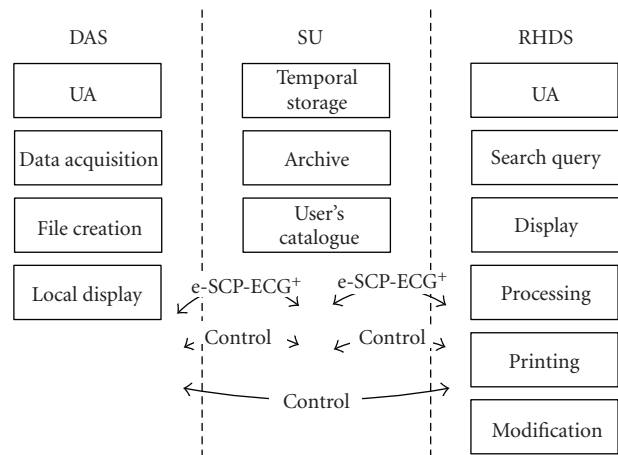 DAS
SU
RHDS
UA
Temporal
storage
UA
Data acquisition
Archive
Search query
File creation
User's
catalogue
Display
Local display
e-SCP-ECG+
e-SCP-ECG+
Processing
Control
Control
Printing
Control
Modification